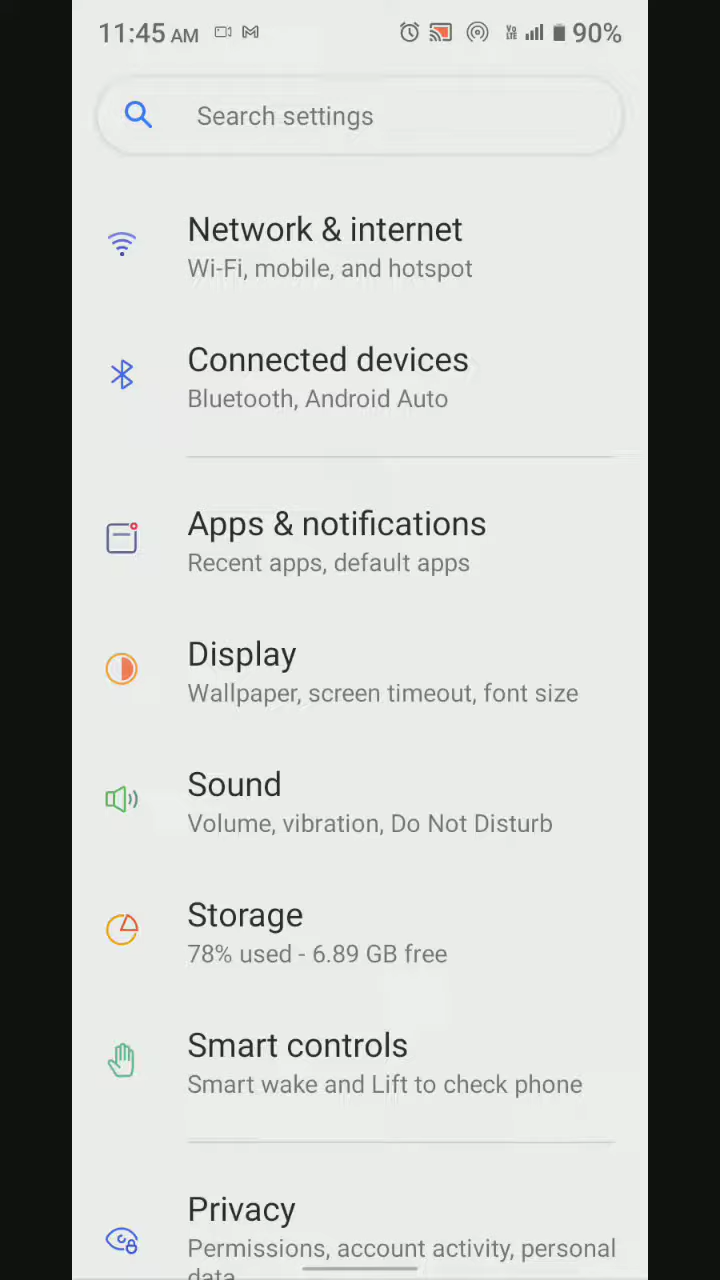 11:45 AM 90%
Search settings
Network & internet
Wi-Fi, mobile, and hotspot
Connected devices
Bluetooth, Android Auto
Apps & notifications
Recent apps, default apps
Display
Wallpaper, screen timeout, font size
Sound
Volume, vibration, Do Not Disturb
Storage
78% used - 6.89 GB free
Smart controls
Smart wake and Lift to check phone
Privacy
Permissions, account activity, personal
data